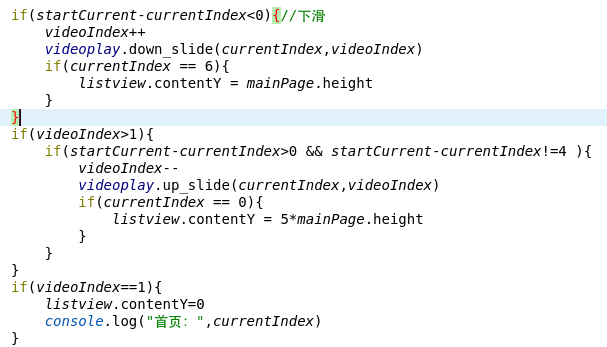 if(startCurrent-currentIndex<0){//下滑
    videoIndex++
    videoplay.down_slide(currentIndex,videoIndex)
    if(currentIndex == 6){
        listview.contentY = mainPage.height
    }
}
if(videoIndex>1){
    if(startCurrent-currentIndex>0 && startCurrent-currentIndex!=4 ){
        videoIndex--
        videoplay.up_slide(currentIndex,videoIndex)
        if(currentIndex == 0){
            listview.contentY = 5*mainPage.height
        }
    }
}
if(videoIndex==1){
    listview.contentY=0
    console.log("首页：",currentIndex)
}